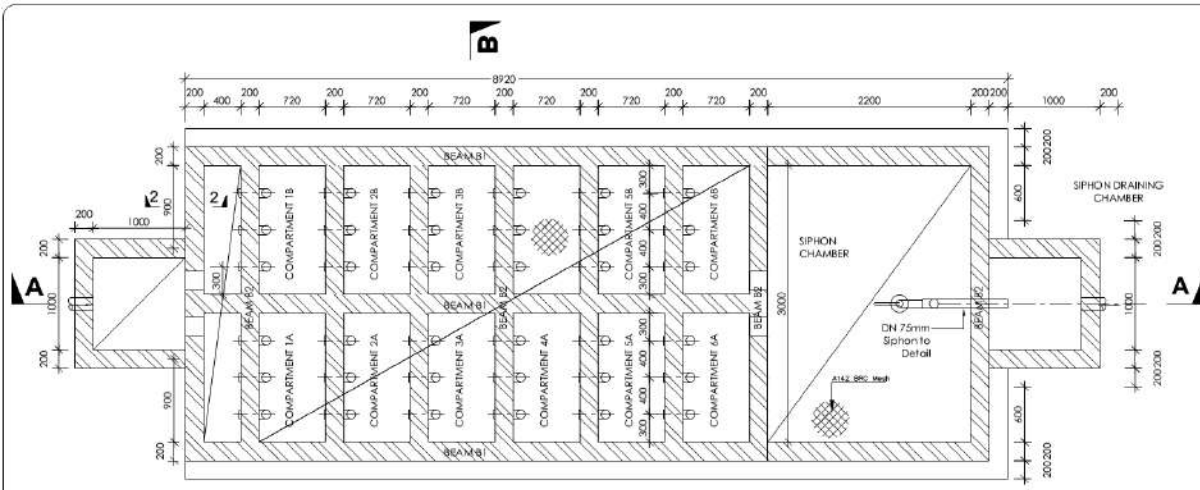 B
8920
200 400 200 720 200 720 200 720 200 720 200 720 200 720 200 2200 200 200 1000 200
200
BEAM B1
200 200
300
600
SIPHON DRAINING
CHAMBER
2 2
900
200 1000
COMPARTMENT 1B
COMPARTMENT 2B
COMPARTMENT 3B
COMPARTMENT 5B
COMPARTMENT 6B
400
400
300
SIPHON
CHAMBER
200
200
300
A
1000
BEAM B2
BEAM B1
BEAM B2
BEAM B2
3000
BEAM B2
1000
A
DN 75mm
Siphon to
Detail
COMPARTMENT 1A
COMPARTMENT 2A
COMPARTMENT 3A
COMPARTMENT 4A
COMPARTMENT 5A
COMPARTMENT 6A
300
400
400
300
200
900
A142 BRC Mesh
200 200
600
BEAM B1
200 200